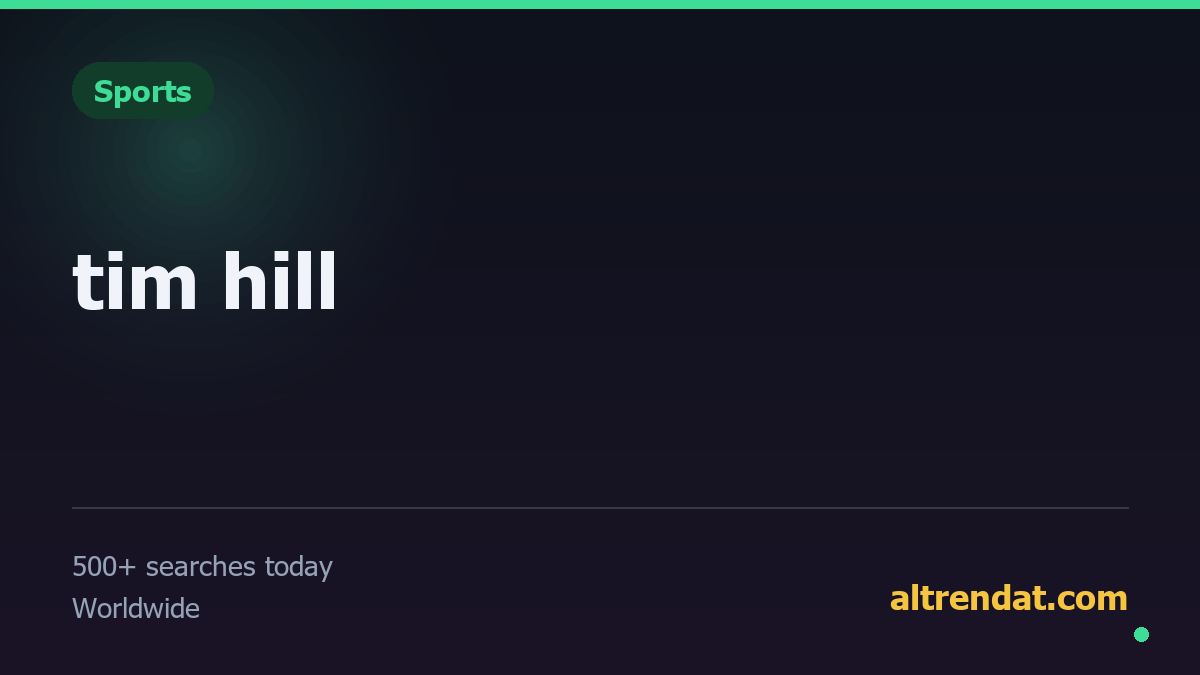 Sports
tim hill
500+ searches today
Worldwide
altrendat.com